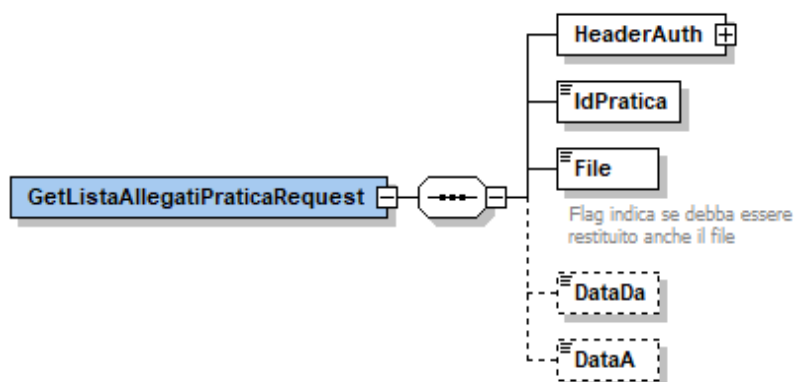 HeaderAuth
IdPratica
GetListaAllegatiPraticaRequest
File
Flag indica se debba essere
restituito anche il file
DataDa
DataA